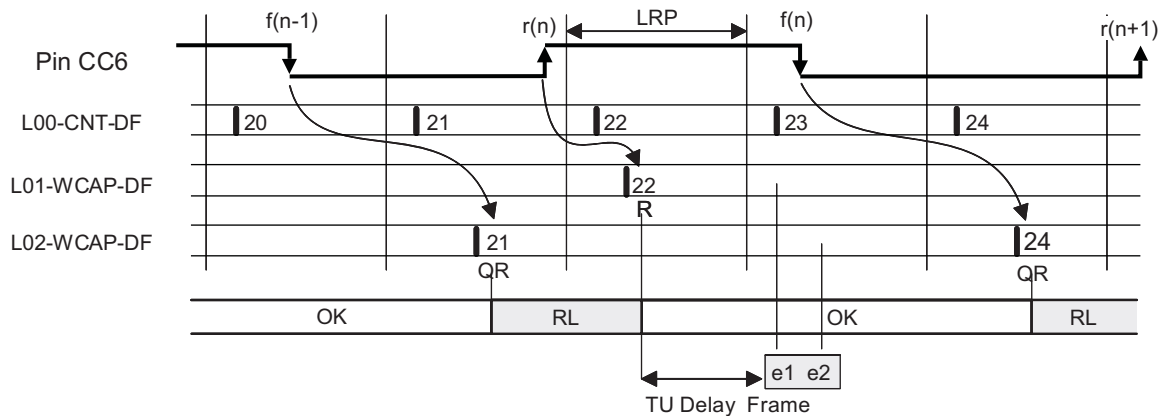 f(n-1) r(n) LRP f(n) r(n+1)
Pin CC6
L00-CNT-DF 20 21 22 23 24
L01-WCAP-DF 22
R
L02-WCAP-DF 21 24
QR QR
OK RL OK RL
e1 e2
TU Delay Frame